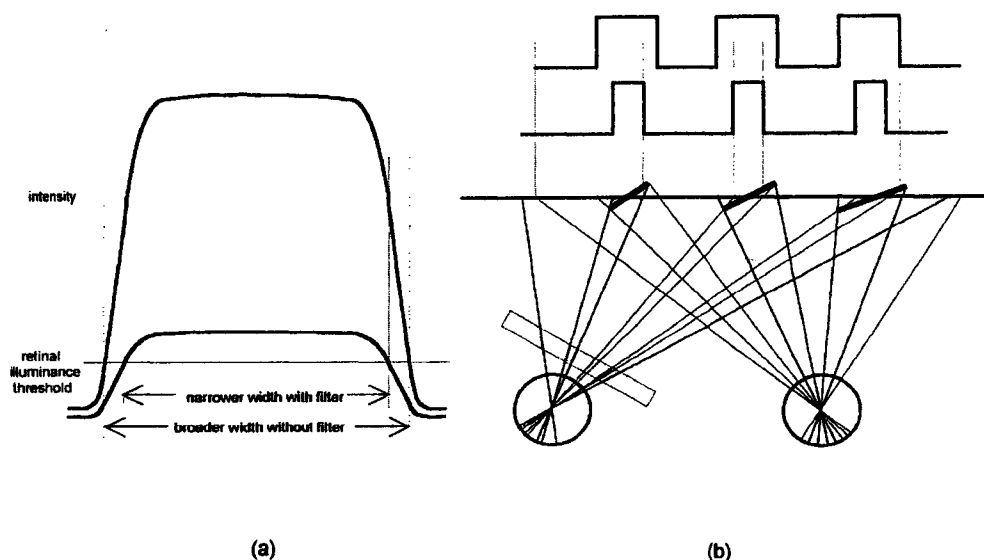 intensity
retinal
illuminance
threshold
narrower width with filter
broader width without filter
(a)
(b)